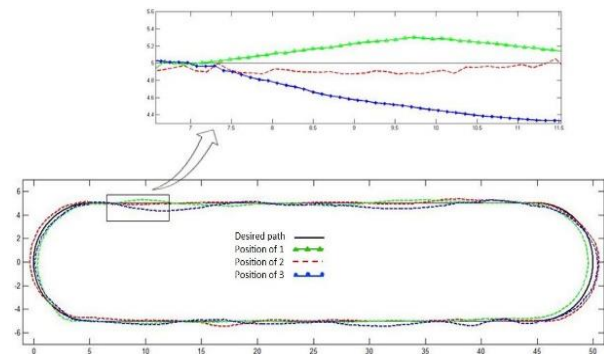 5.6
5.4
5.2
5
4.8
4.6
4.4
7 7.5 8 8.5 9 9.5 10 10.5 11 11.5
6
4
2
0
-2
-4
-6
Desired path
Position of 1
Position of 2
Position of 3
0 5 10 15 20 25 30 35 40 45 50